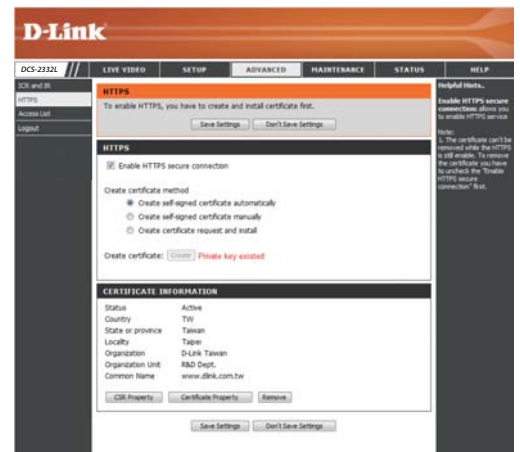 D-Link
DCS-2332L
LIVE VIDEO
SETUP
ADVANCED
MAINTENANCE
STATUS
HELP
ICR and IR
HTTPS
Access List
Logout
HTTPS
To enable HTTPS, you have to create and install certificate first.
Save Settings
Don't Save Settings
HTTPS
Enable HTTPS secure connection
Create certificate method
Create self-signed certificate automatically
Create self-signed certificate manually
Create certificate request and install
Create certificate: Create Private key existed
CERTIFICATE INFORMATION
Status Active
Country TW
State or province Taiwan
Locality Taipei
Organization D-Link Taiwan
Organization Unit R&D Dept.
Common Name www.dlink.com.tw
CSR Property
Certificate Property
Remove
Save Settings
Don't Save Settings
Helpful Hints..
Enable HTTPS secure
connection: allows you
to enable HTTPS service
Note:
1. The certificate can't be
removed while the HTTPS
is still enable. To remove
the certificate you have
to uncheck the "Enable
HTTPS secure
connection" first.